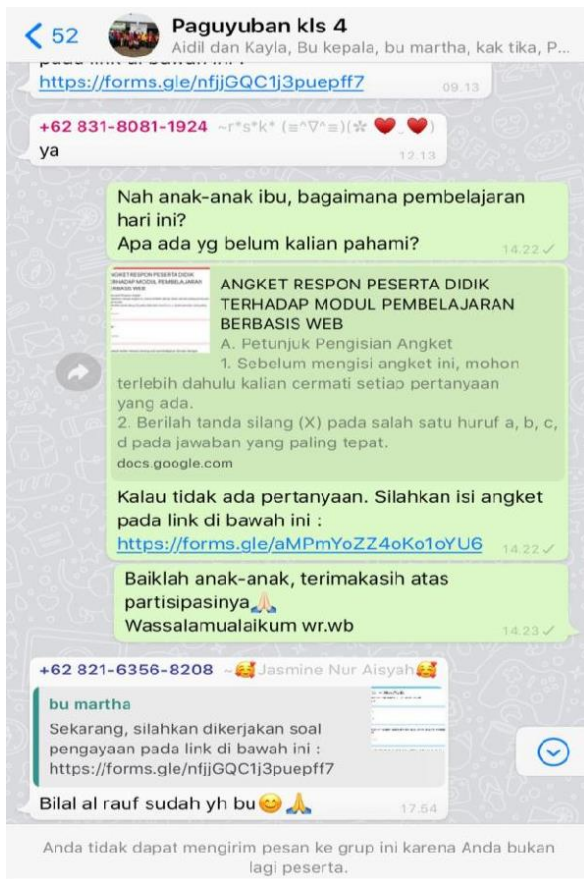 52
Paguyuban kls 4
Aidil dan Kayla, Bu kepala, bu martha, kak tika, P...
https://forms.gle/nfjjGQC1j3puepff7
09.13
+62 831-8081-1924 ~r*s*k* (≡^∇^≡)(✲ ❤️_❤️)
ya
12.13
Nah anak-anak ibu, bagaimana pembelajaran
hari ini?
Apa ada yg belum kalian pahami?
14.22
ANGKET RESPON PESERTA DIDIK
TERHADAP MODUL PEMBELAJARAN
BERBASIS WEB
A. Petunjuk Pengisian Angket
1. Sebelum mengisi angket ini, mohon
terlebih dahulu kalian cermati setiap pertanyaan
yang ada.
2. Berilah tanda silang (X) pada salah satu huruf a, b, c,
d pada jawaban yang paling tepat.
docs.google.com
Kalau tidak ada pertanyaan. Silahkan isi angket
pada link di bawah ini :
https://forms.gle/aMPmYoZZ4oKo1oYU6
14.22
Baiklah anak-anak, terimakasih atas
partisipasinya🙏🏻
Wassalamualaikum wr.wb
14.23
+62 821-6356-8208 ~🥰Jasmine Nur Aisyah🥰
bu martha
Sekarang, silahkan dikerjakan soal
pengayaan pada link di bawah ini :
https://forms.gle/nfjjGQC1j3puepff7
Bilal al rauf sudah yh bu😊🙏
17.54
Anda tidak dapat mengirim pesan ke grup ini karena Anda bukan
lagi peserta.